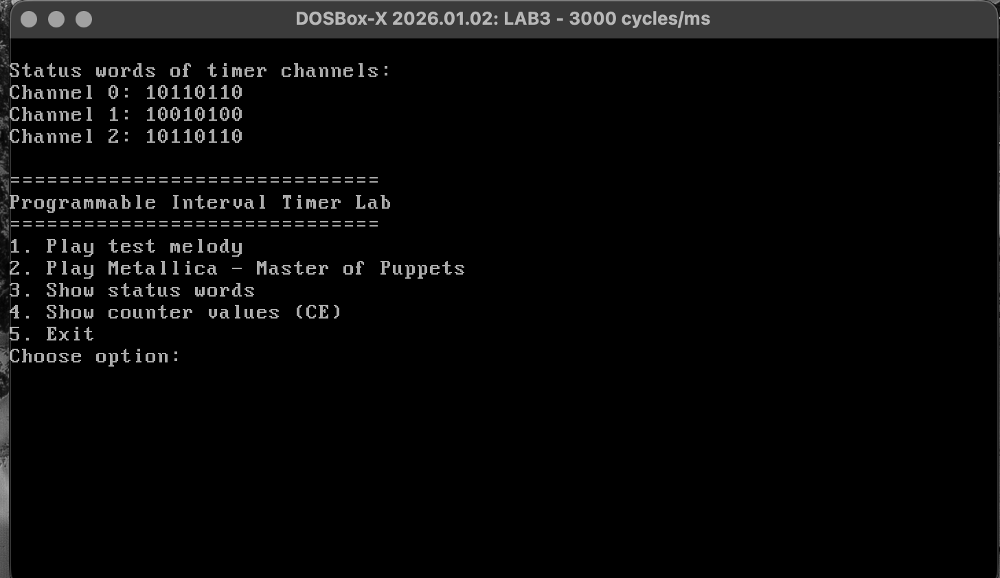 DOSBox-X 2026.01.02: LAB3 - 3000 cycles/ms
Status words of timer channels:
Channel 0: 10110110
Channel 1: 10010100
Channel 2: 10110110
==============================
Programmable Interval Timer Lab
==============================
1. Play test melody
2. Play Metallica - Master of Puppets
3. Show status words
4. Show counter values (CE)
5. Exit
Choose option: